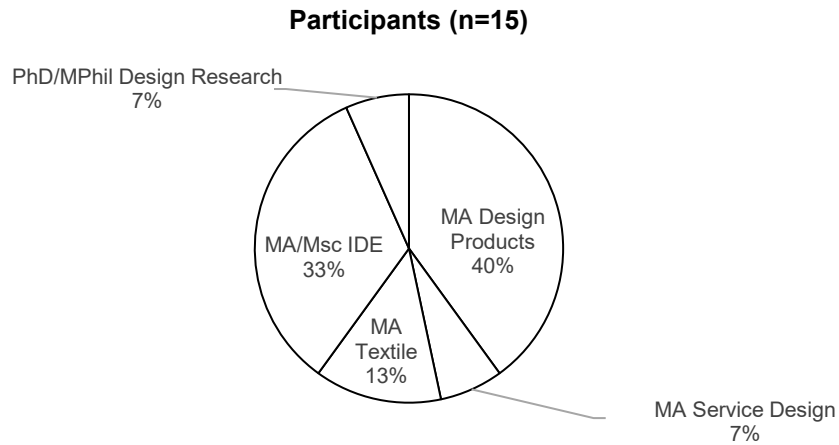 Participants (n=15)
PhD/MPhil Design Research
7%
MA Design
Products
40%
MA/Msc IDE
33%
MA
Textile
13%
MA Service Design
7%